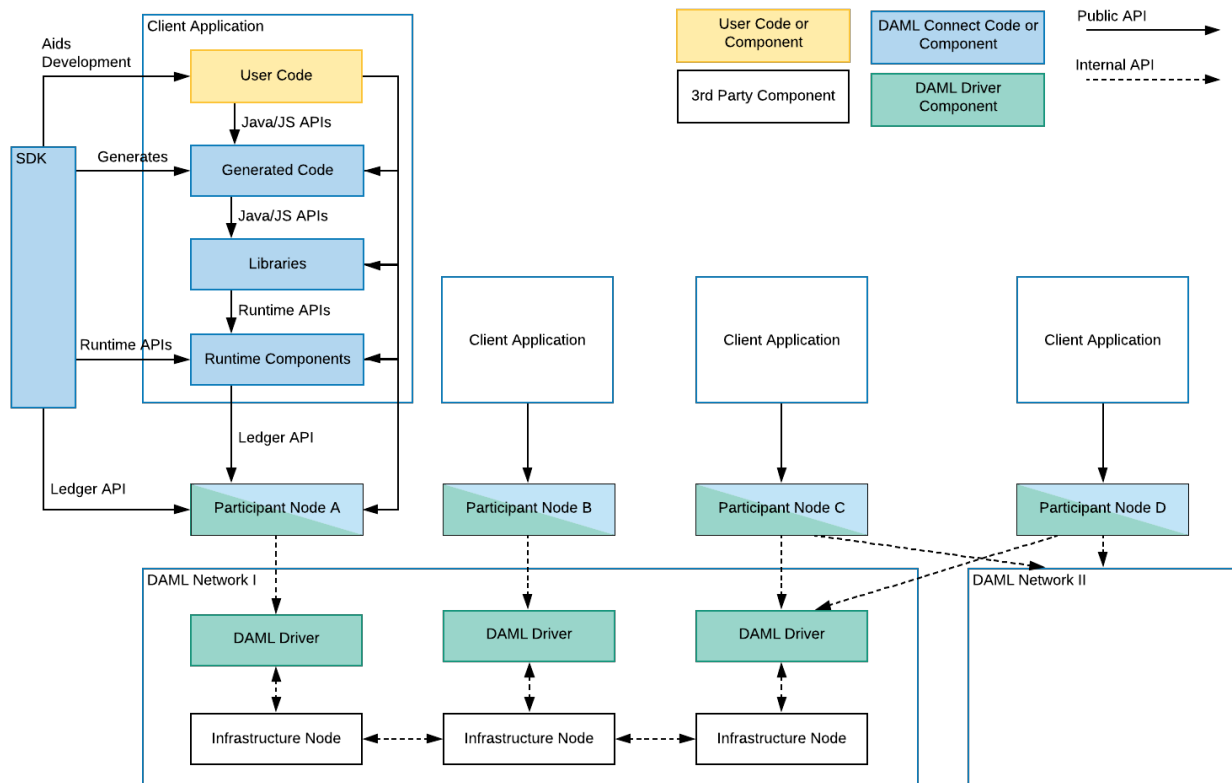 Client Application
User Code or
Component
DAML Connect Code or
Component
Public API
Aids
Development
User Code
Internal API
3rd Party Component
DAML Driver
Component
Java/JS APIs
SDK
Generates
Generated Code
Java/JS APIs
Libraries
Runtime APIs
Client Application
Client Application
Client Application
Runtime APIs
Runtime Components
Ledger API
Ledger API
Participant Node A
Participant Node B
Participant Node C
Participant Node D
DAML Network I
DAML Network II
DAML Driver
DAML Driver
DAML Driver
Infrastructure Node
Infrastructure Node
Infrastructure Node